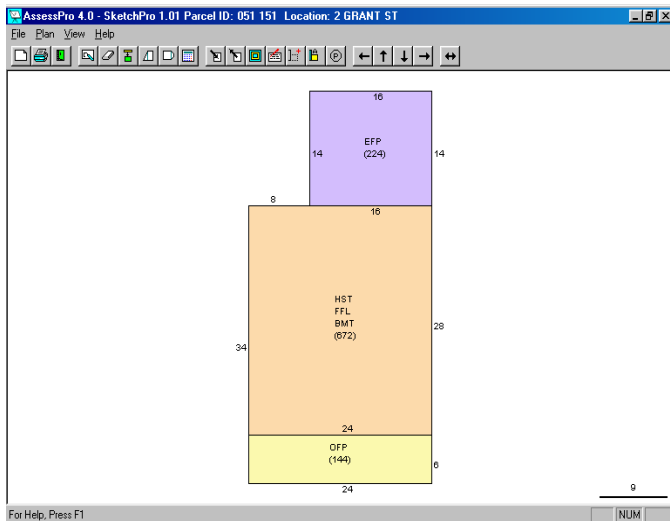 AssessPro 4.0 - SketchPro 1.01 Parcel ID: 051 151 Location: 2 GRANT ST
File Plan View Help
P
16
14
EFP
(224)
14
8
16
HST
FFL
BMT
(672)
34
28
24
OFP
(144)
6
24
9
For Help, Press F1
NUM